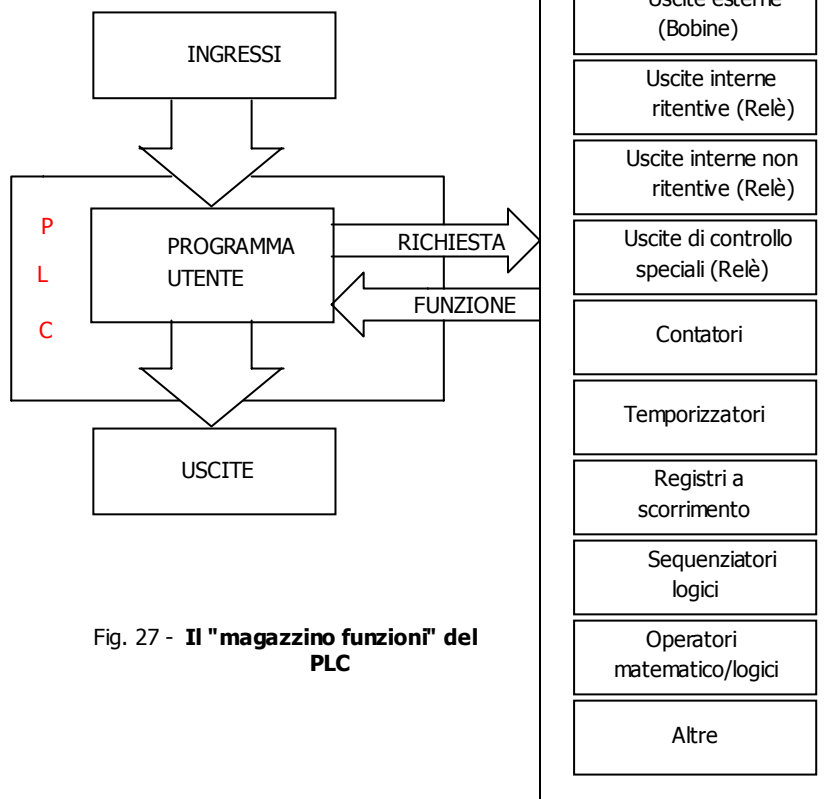 INGRESSI
P
L
C
PROGRAMMA
UTENTE
RICHIESTA
FUNZIONE
USCITE
Fig. 27 - Il "magazzino funzioni" del
PLC
Uscite esterne
(Bobine)
Uscite interne
ritentive (Relè)
Uscite interne non
ritentive (Relè)
Uscite di controllo
speciali (Relè)
Contatori
Temporizzatori
Registri a
scorrimento
Sequenziatori
logici
Operatori
matematico/logici
Altre